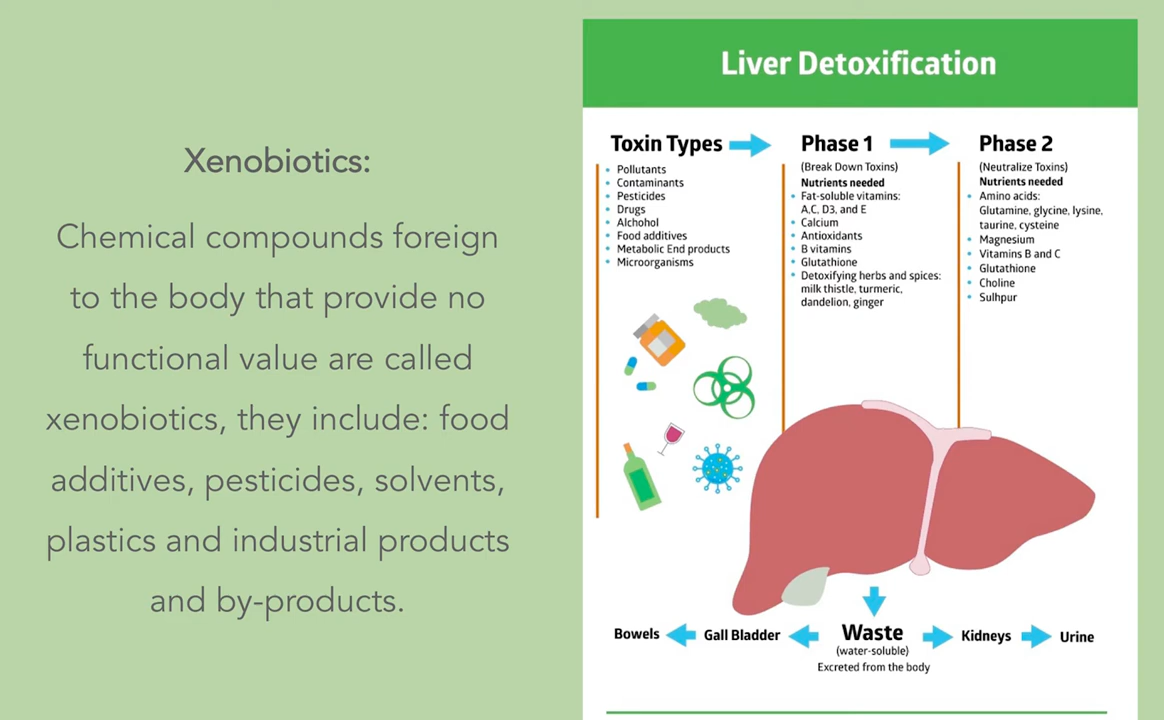 Xenobiotics:
Chemical compounds foreign
to the body that provide no
functional value are called
xenobiotics, they include: food
additives, pesticides, solvents,
plastics and industrial products
and by-products.
Liver Detoxification
Toxin Types
• Pollutants
• Contaminants
• Pesticides
• Drugs
• Alchohol
• Food additives
• Metabolic End products
• Microorganisms
Phase 1
(Break Down Toxins)
Nutrients needed
• Fat-soluble vitamins:
A,C, D3, and E
• Calcium
• Antioxidants
• B vitamins
• Glutathione
• Detoxifying herbs and spices:
milk thistle, turmeric,
dandelion, ginger
Phase 2
(Neutralize Toxins)
Nutrients needed
• Amino acids:
Glutamine, glycine, lysine,
taurine, cysteine
• Magnesium
• Vitamins B and C
• Glutathione
• Choline
• Sulhpur
Bowels
Gall Bladder
Waste
(water-soluble)
Excreted from the body
Kidneys
Urine